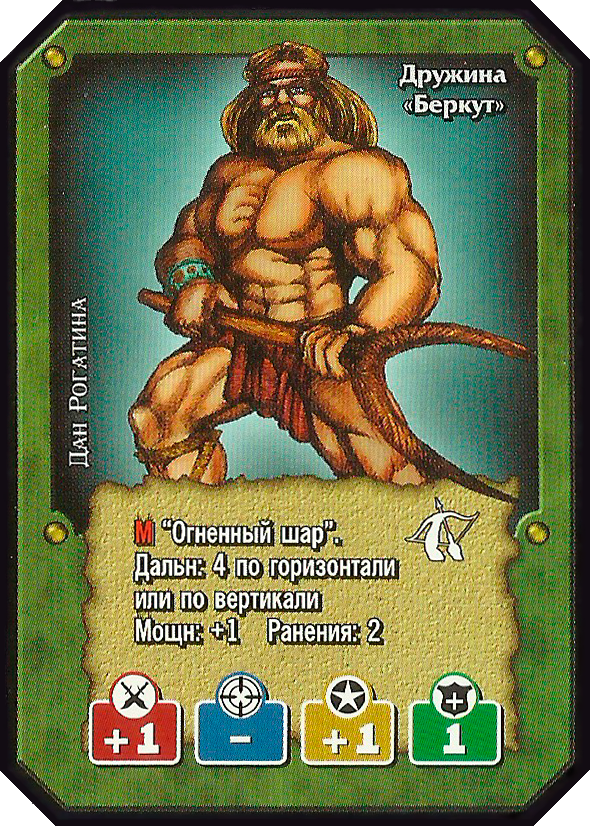 Дружина
«Беркут»
Дан Рогатина
М “Огненный шар”.
Дальн: 4 по горизонтали
или по вертикали
Мощн: +1 Ранения: 2
+1 – +1 1